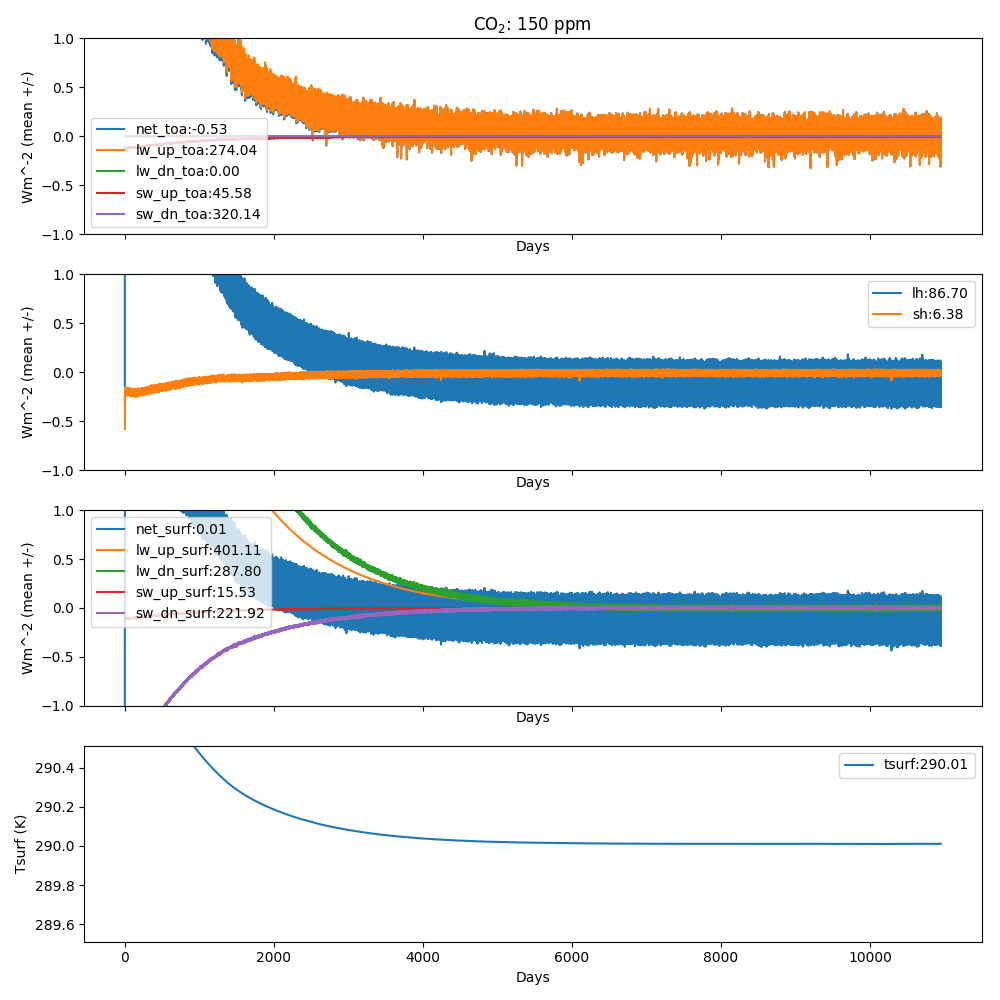 CO₂: 150 ppm
1.0
0.5
0.0
−0.5
−1.0
Wm^-2 (mean +/-)
net_toa:-0.53
lw_up_toa:274.04
lw_dn_toa:0.00
sw_up_toa:45.58
sw_dn_toa:320.14
Days
1.0
0.5
0.0
−0.5
−1.0
Wm^-2 (mean +/-)
lh:86.70
sh:6.38
Days
1.0
0.5
0.0
−0.5
−1.0
Wm^-2 (mean +/-)
net_surf:0.01
lw_up_surf:401.11
lw_dn_surf:287.80
sw_up_surf:15.53
sw_dn_surf:221.92
Days
290.4
290.2
290.0
289.8
289.6
Tsurf (K)
tsurf:290.01
0 2000 4000 6000 8000 10000
Days